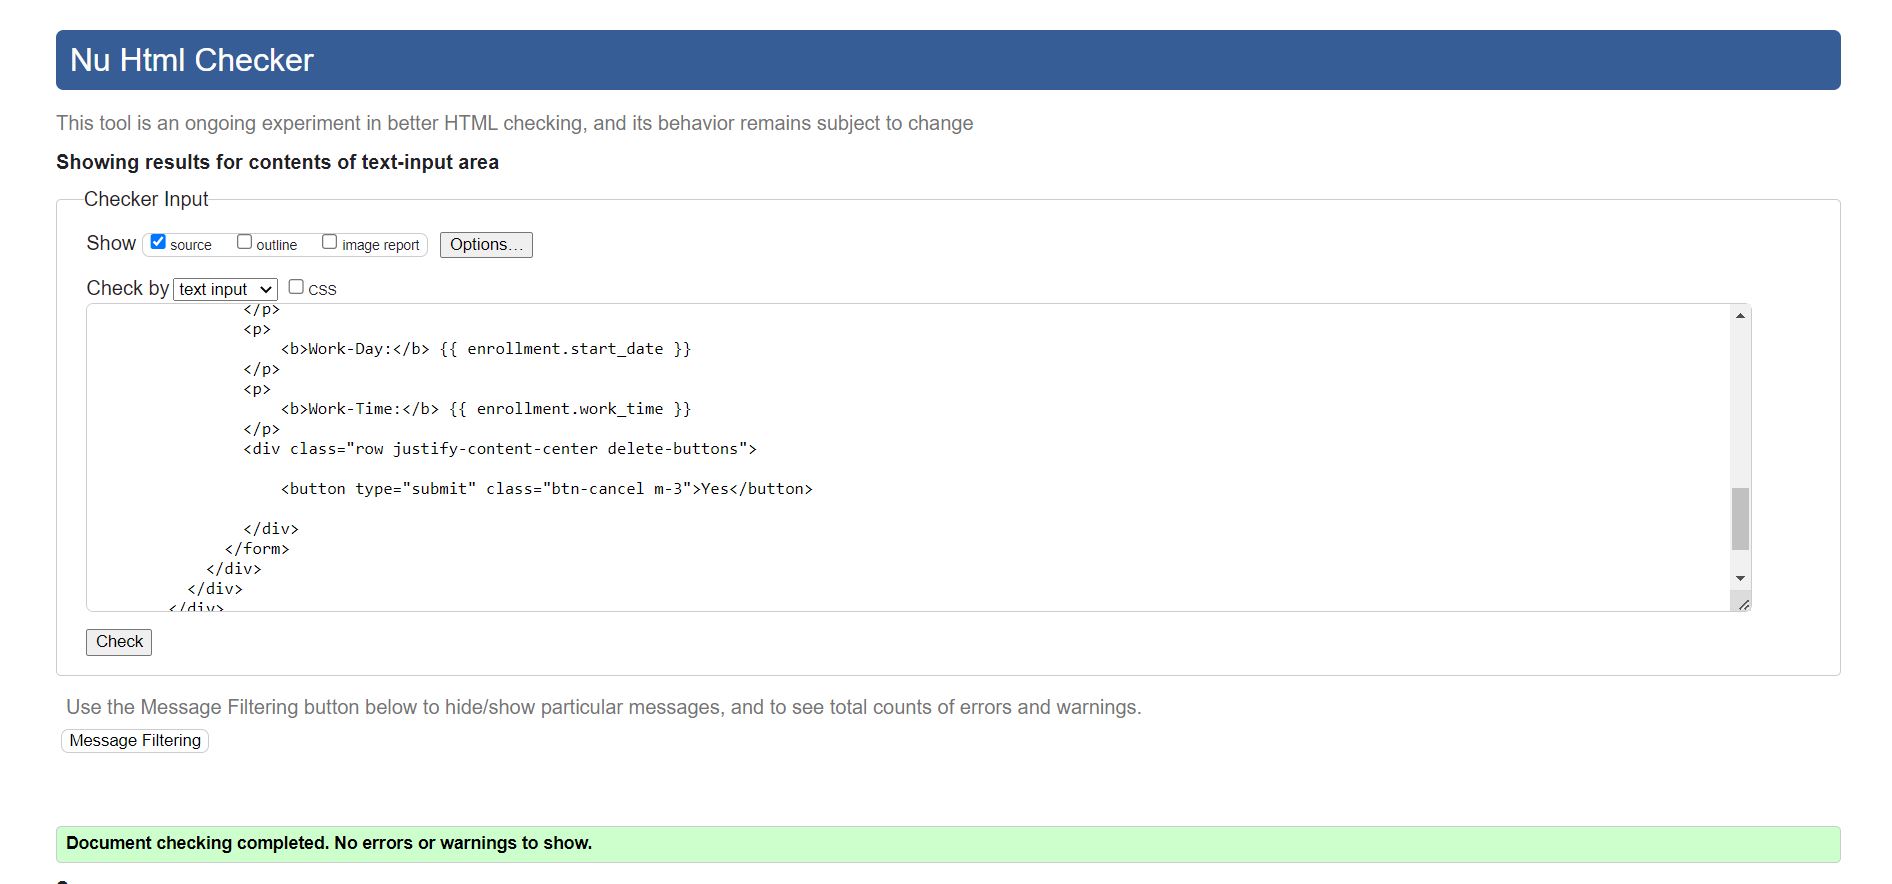 Nu Html Checker
This tool is an ongoing experiment in better HTML checking, and its behavior remains subject to change
Showing results for contents of text-input area
Checker Input
Show source outline image report Options...
Check by text input CSS
</p>
<p>
<b>Work-Day:</b> {{ enrollment.start_date }}
</p>
<p>
<b>Work-Time:</b> {{ enrollment.work_time }}
</p>
<div class="row justify-content-center delete-buttons">
<button type="submit" class="btn-cancel m-3">Yes</button>
</div>
</form>
</div>
</div>
</div>
Check
Use the Message Filtering button below to hide/show particular messages, and to see total counts of errors and warnings.
Message Filtering
Document checking completed. No errors or warnings to show.